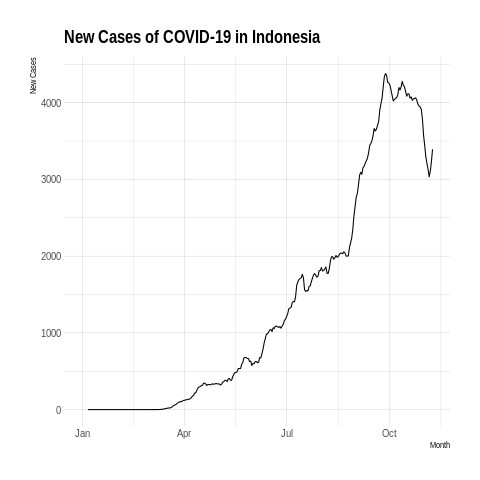 New Cases of COVID-19 in Indonesia
New Cases
4000
3000
2000
1000
0
Jan Apr Jul Oct
Month